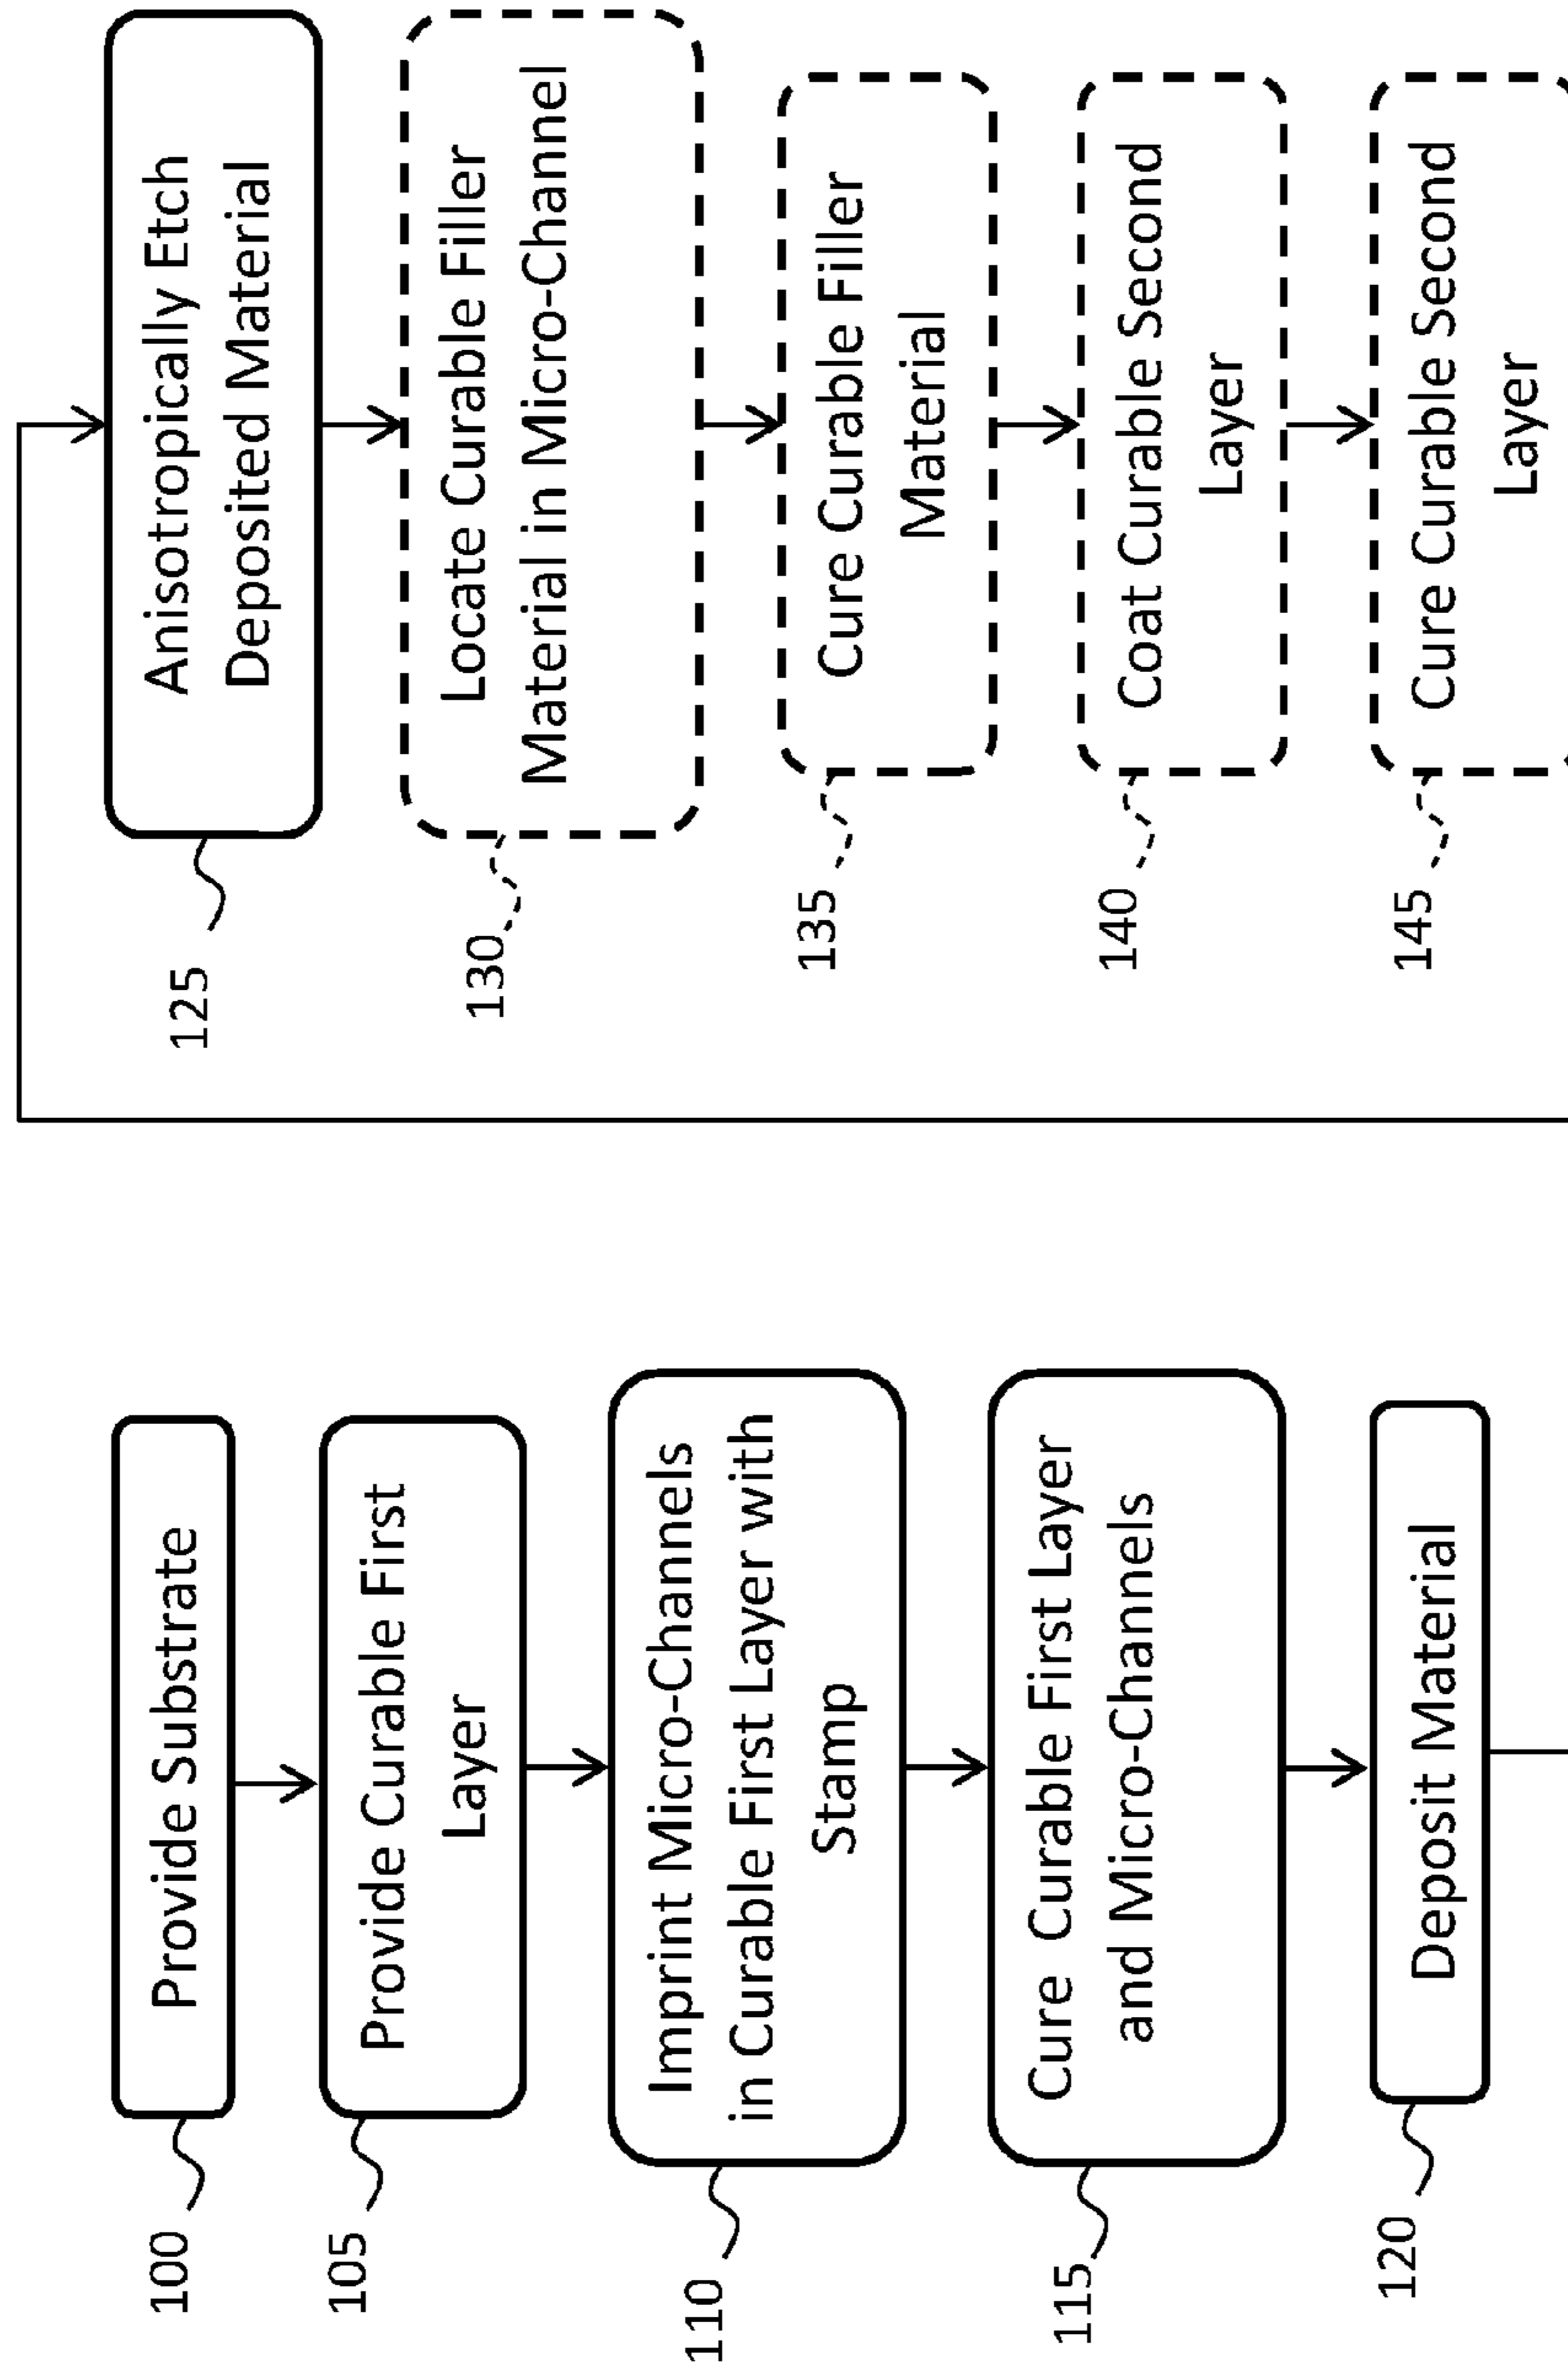 100
Provide Substrate
105
Provide Curable First
Layer
110
Imprint Micro-Channels
in Curable First Layer with
Stamp
115
Cure Curable First Layer
and Micro-Channels
120
Deposit Material
125
Anisotropically Etch
Deposited Material
130
Locate Curable Filler
Material in Micro-Channel
135
Cure Curable Filler
Material
140
Coat Curable Second
Layer
145
Cure Curable Second
Layer